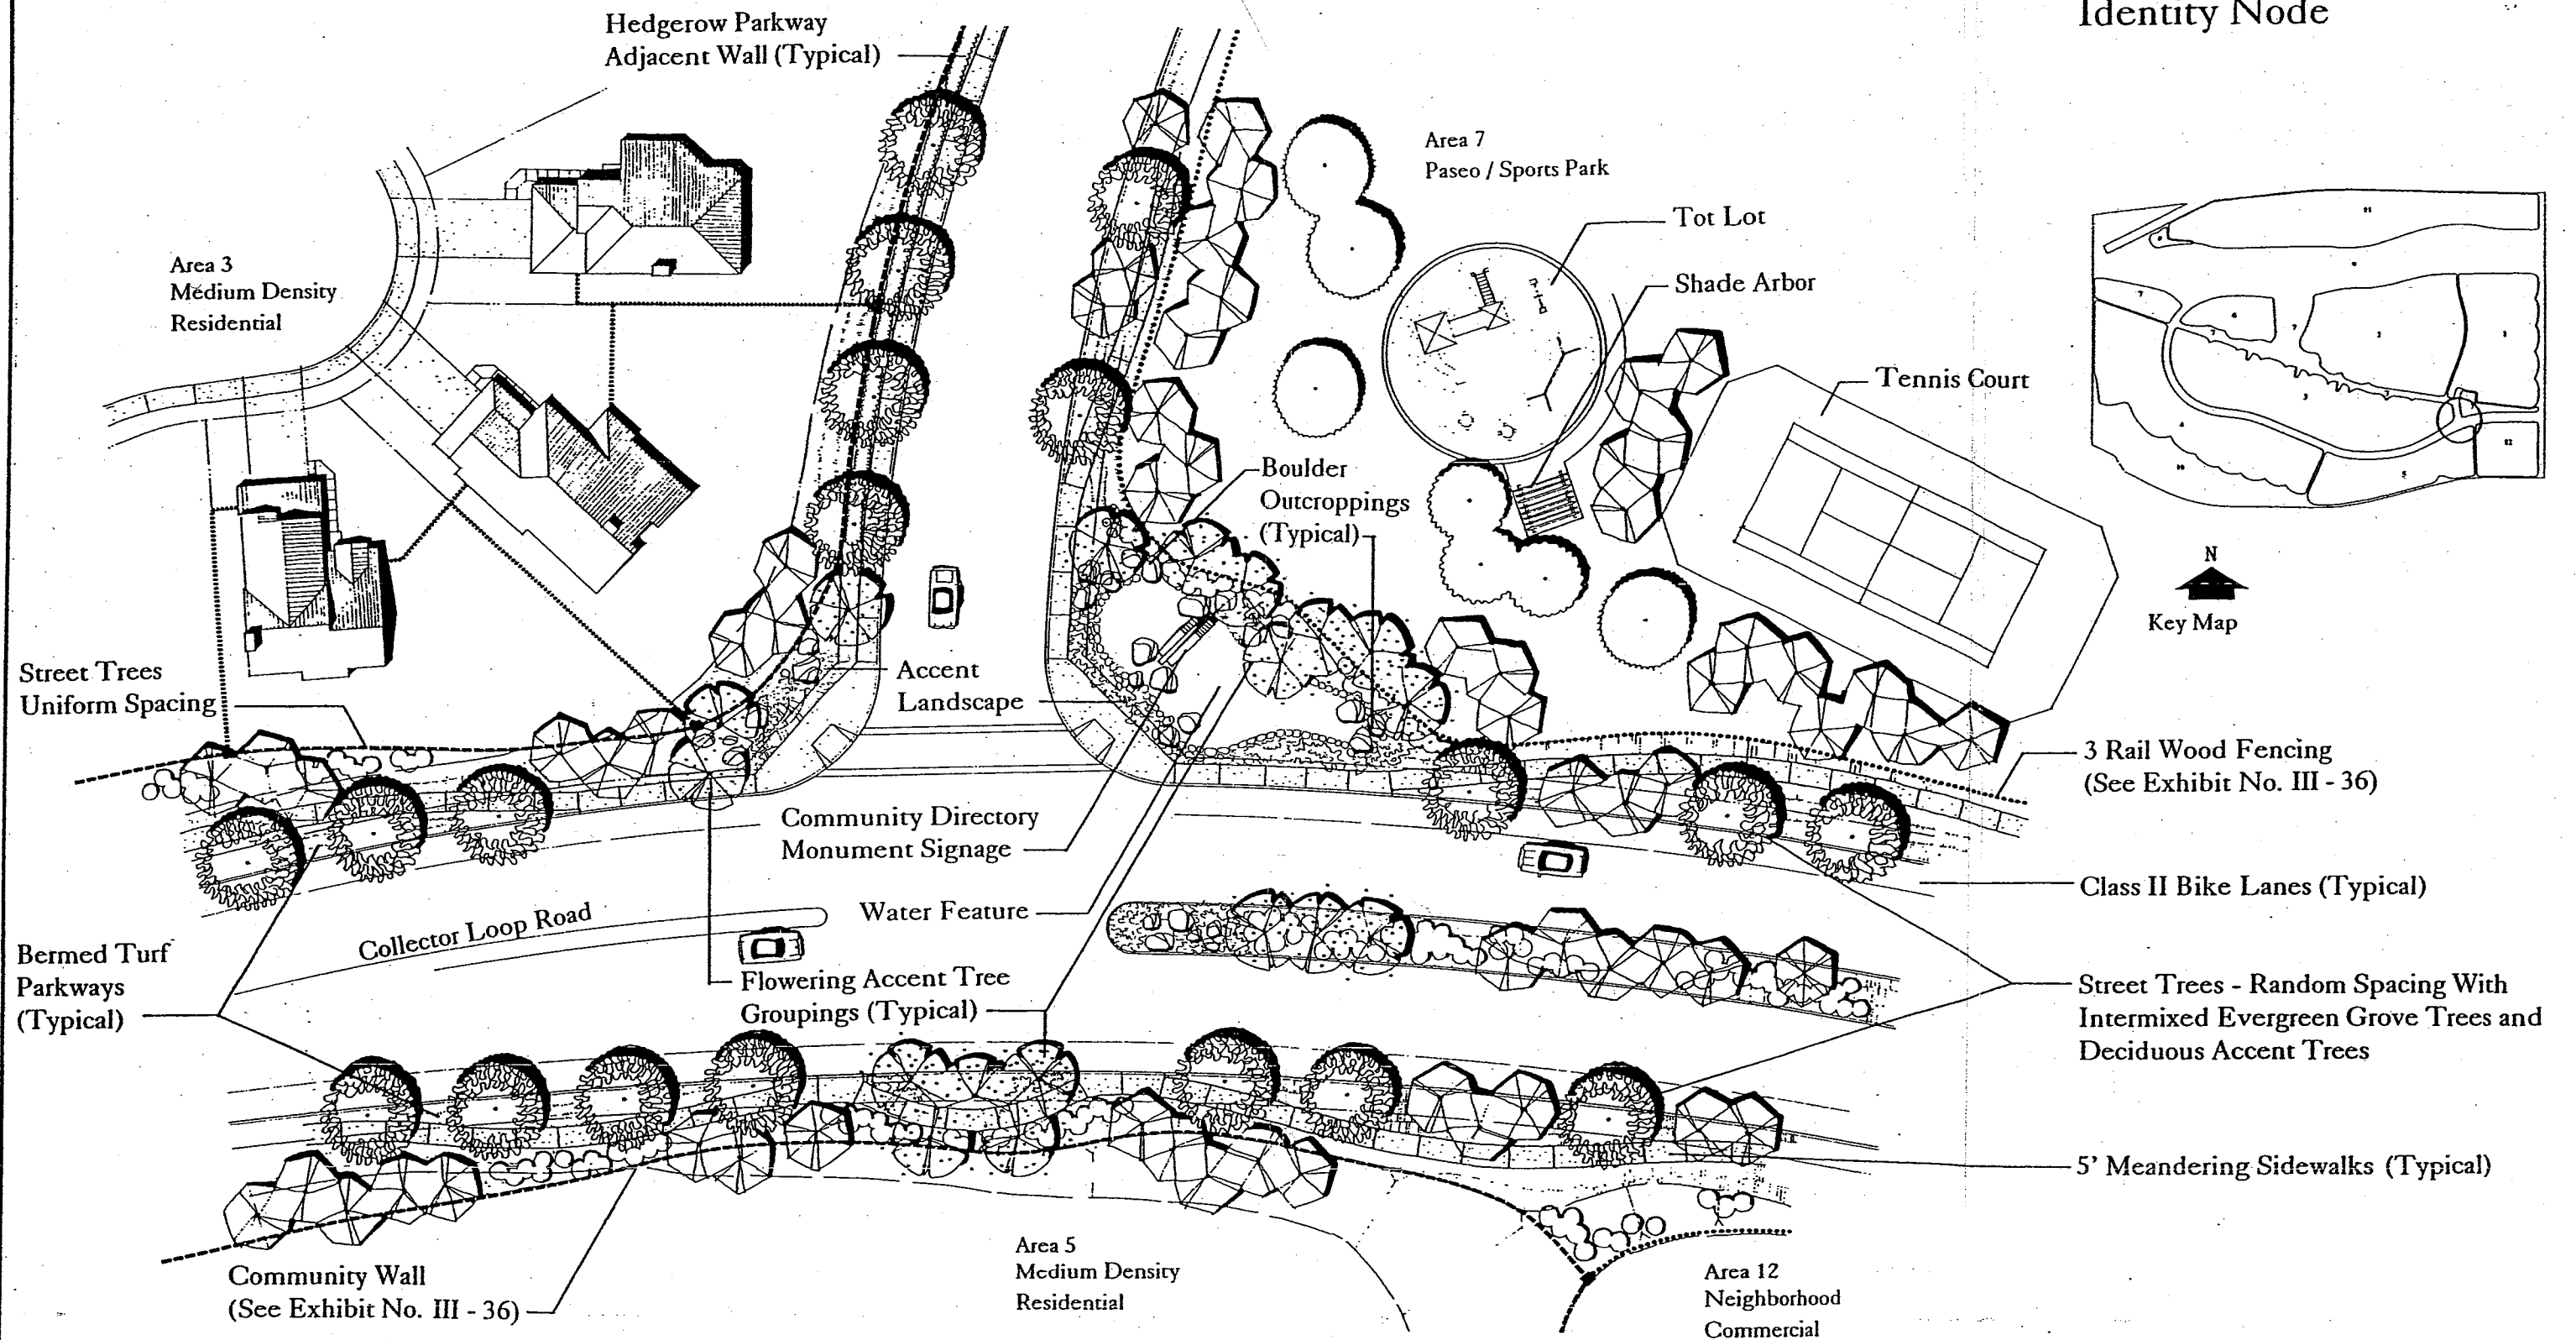 Identity Node
Hedgerow Parkway
Adjacent Wall (Typical)
Area 7
Paseo / Sports Park
Tot Lot
Shade Arbor
Area 3
Medium Density
Residential
Tennis Court
Boulder
Outcroppings
(Typical)
N
Key Map
Street Trees
Uniform Spacing
Accent
Landscape
3 Rail Wood Fencing
(See Exhibit No. III - 36)
Community Directory
Monument Signage
Class II Bike Lanes (Typical)
Water Feature
Collector Loop Road
Bermed Turf
Parkways
(Typical)
Flowering Accent Tree
Groupings (Typical)
Street Trees - Random Spacing With
Intermixed Evergreen Grove Trees and
Deciduous Accent Trees
5' Meandering Sidewalks (Typical)
Area 5
Medium Density
Residential
Community Wall
(See Exhibit No. III - 36)
Area 12
Neighborhood
Commercial